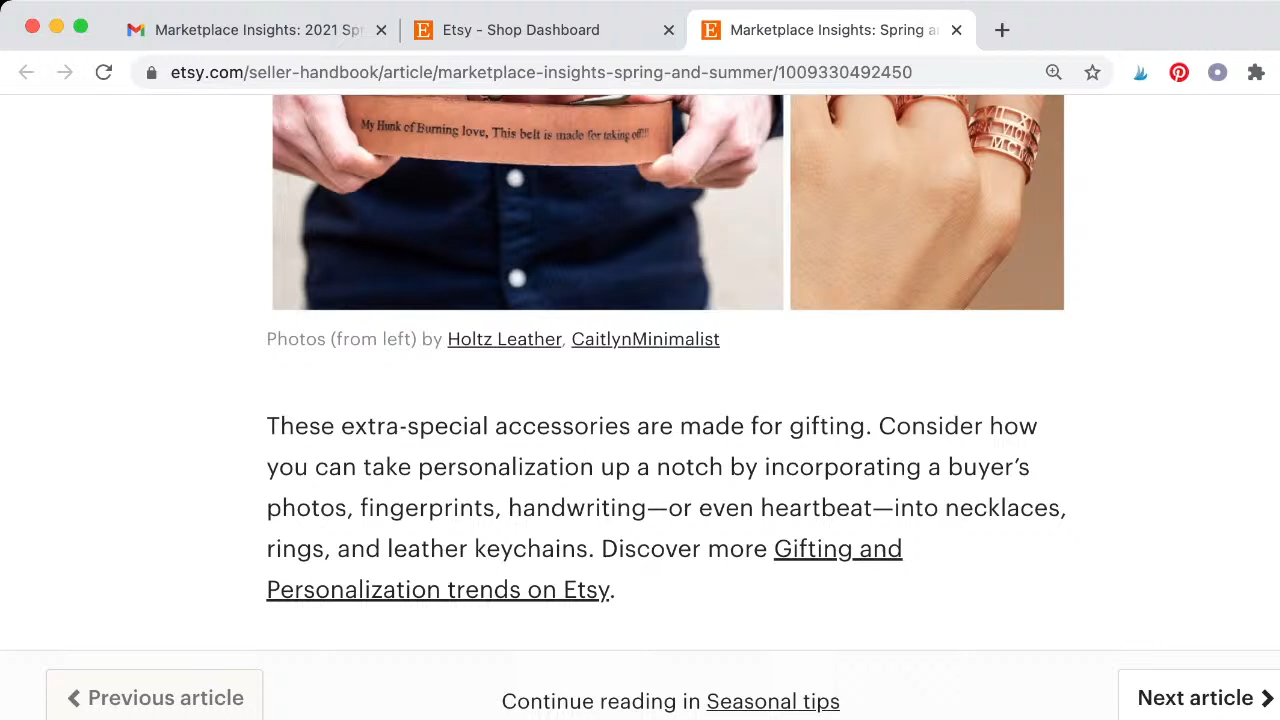 Marketplace Insights: 2021 Spr
Etsy - Shop Dashboard
Marketplace Insights: Spring a
etsy.com/seller-handbook/article/marketplace-insights-spring-and-summer/1009330492450
My Hunk of Burning love, This belt is made for taking off!!!
Photos (from left) by Holtz Leather, CaitlynMinimalist
These extra-special accessories are made for gifting. Consider how
you can take personalization up a notch by incorporating a buyer’s
photos, fingerprints, handwriting—or even heartbeat—into necklaces,
rings, and leather keychains. Discover more Gifting and
Personalization trends on Etsy.
Previous article
Continue reading in Seasonal tips
Next article